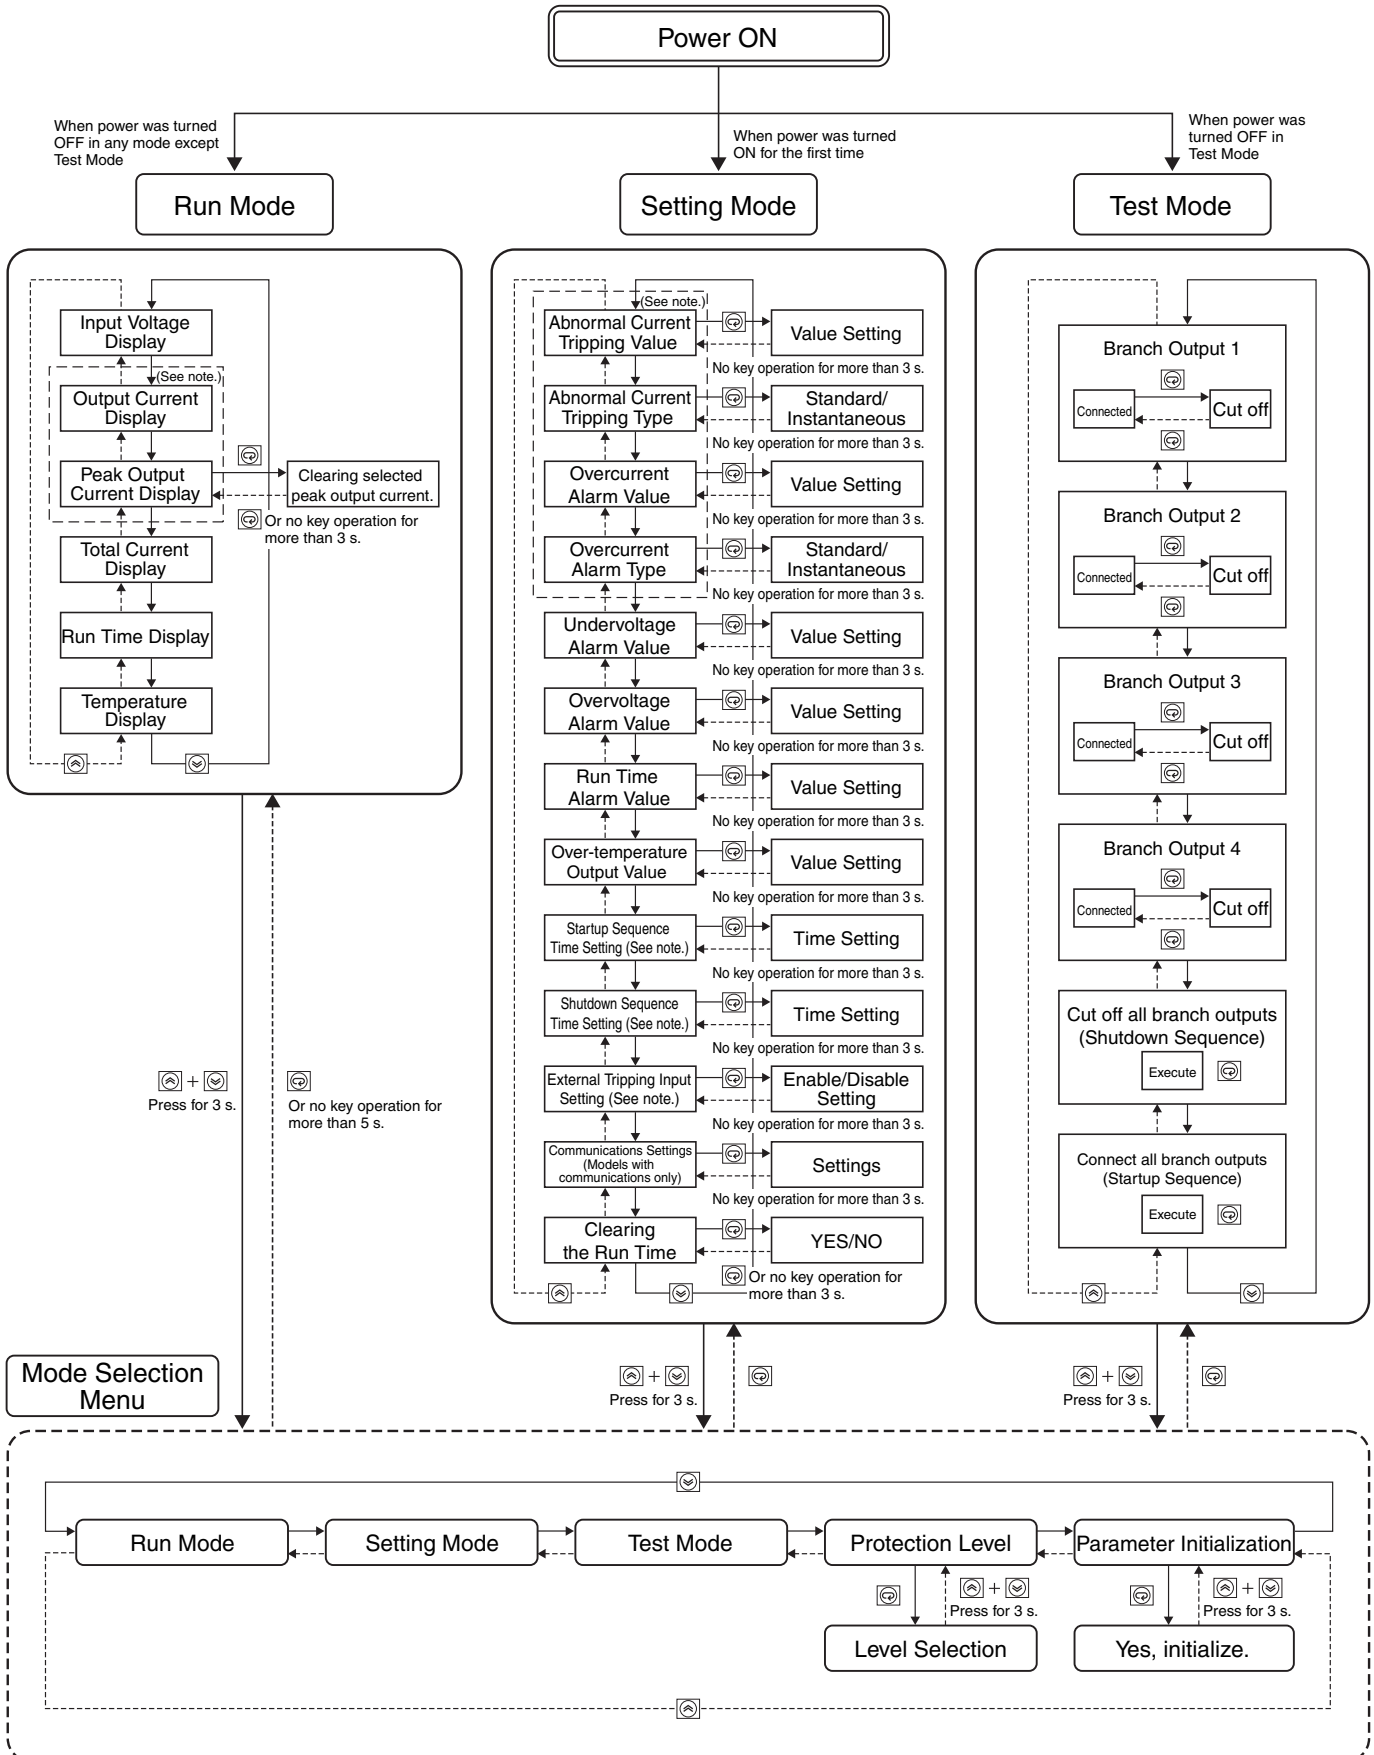 Power ON
When power was turned
OFF in any mode except
Test Mode
When power was turned
ON for the first time
When power was
turned OFF in
Test Mode
Run Mode
Setting Mode
Test Mode
Input Voltage
Display
(See note.)
Output Current
Display
Peak Output
Current Display
Clearing selected
peak output current.
Or no key operation for
more than 3 s.
Total Current
Display
Run Time Display
Temperature
Display
(See note.)
Abnormal Current
Tripping Value
Value Setting
No key operation for more than 3 s.
Abnormal Current
Tripping Type
Standard/
Instantaneous
No key operation for more than 3 s.
Overcurrent
Alarm Value
Value Setting
No key operation for more than 3 s.
Overcurrent
Alarm Type
Standard/
Instantaneous
No key operation for more than 3 s.
Undervoltage
Alarm Value
Value Setting
No key operation for more than 3 s.
Overvoltage
Alarm Value
Value Setting
No key operation for more than 3 s.
Run Time
Alarm Value
Value Setting
No key operation for more than 3 s.
Over-temperature
Output Value
Value Setting
No key operation for more than 3 s.
Startup Sequence
Time Setting (See note.)
Time Setting
No key operation for more than 3 s.
Shutdown Sequence
Time Setting (See note.)
Time Setting
No key operation for more than 3 s.
External Tripping Input
Setting (See note.)
Enable/Disable
Setting
No key operation for more than 3 s.
Communications Settings
(Models with
communications only)
Settings
No key operation for more than 3 s.
Clearing
the Run Time
YES/NO
Or no key operation for
more than 3 s.
Branch Output 1
Connected
Cut off
Branch Output 2
Connected
Cut off
Branch Output 3
Connected
Cut off
Branch Output 4
Connected
Cut off
Cut off all branch outputs
(Shutdown Sequence)
Execute
Connect all branch outputs
(Startup Sequence)
Execute
+
Press for 3 s.
Or no key operation for
more than 5 s.
+
Press for 3 s.
+
Press for 3 s.
Mode Selection
Menu
Run Mode
Setting Mode
Test Mode
Protection Level
Parameter Initialization
+
Press for 3 s.
+
Press for 3 s.
Level Selection
Yes, initialize.